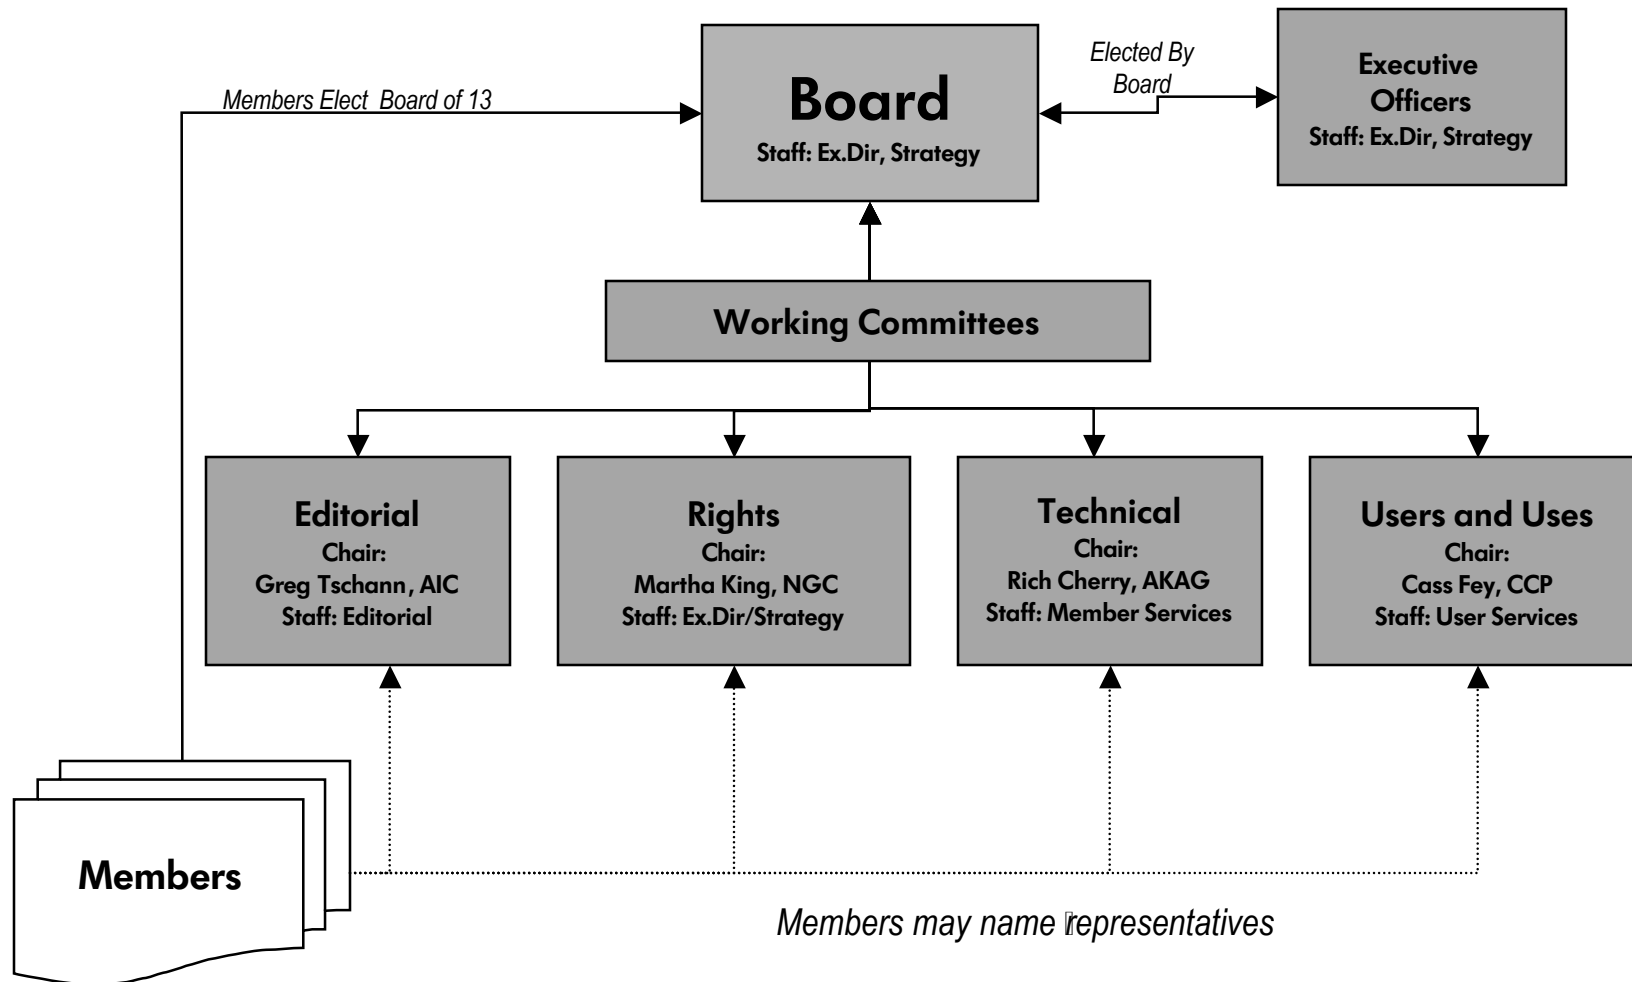 Members Elect Board of 13
Board
Staff: Ex.Dir, Strategy
Elected By
Board
Executive
Officers
Staff: Ex.Dir, Strategy
Working Committees
Editorial
Chair:
Greg Tschann, AIC
Staff: Editorial
Rights
Chair:
Martha King, NGC
Staff: Ex.Dir/Strategy
Technical
Chair:
Rich Cherry, AKAG
Staff: Member Services
Users and Uses
Chair:
Cass Fey, CCP
Staff: User Services
Members
Members may name representatives